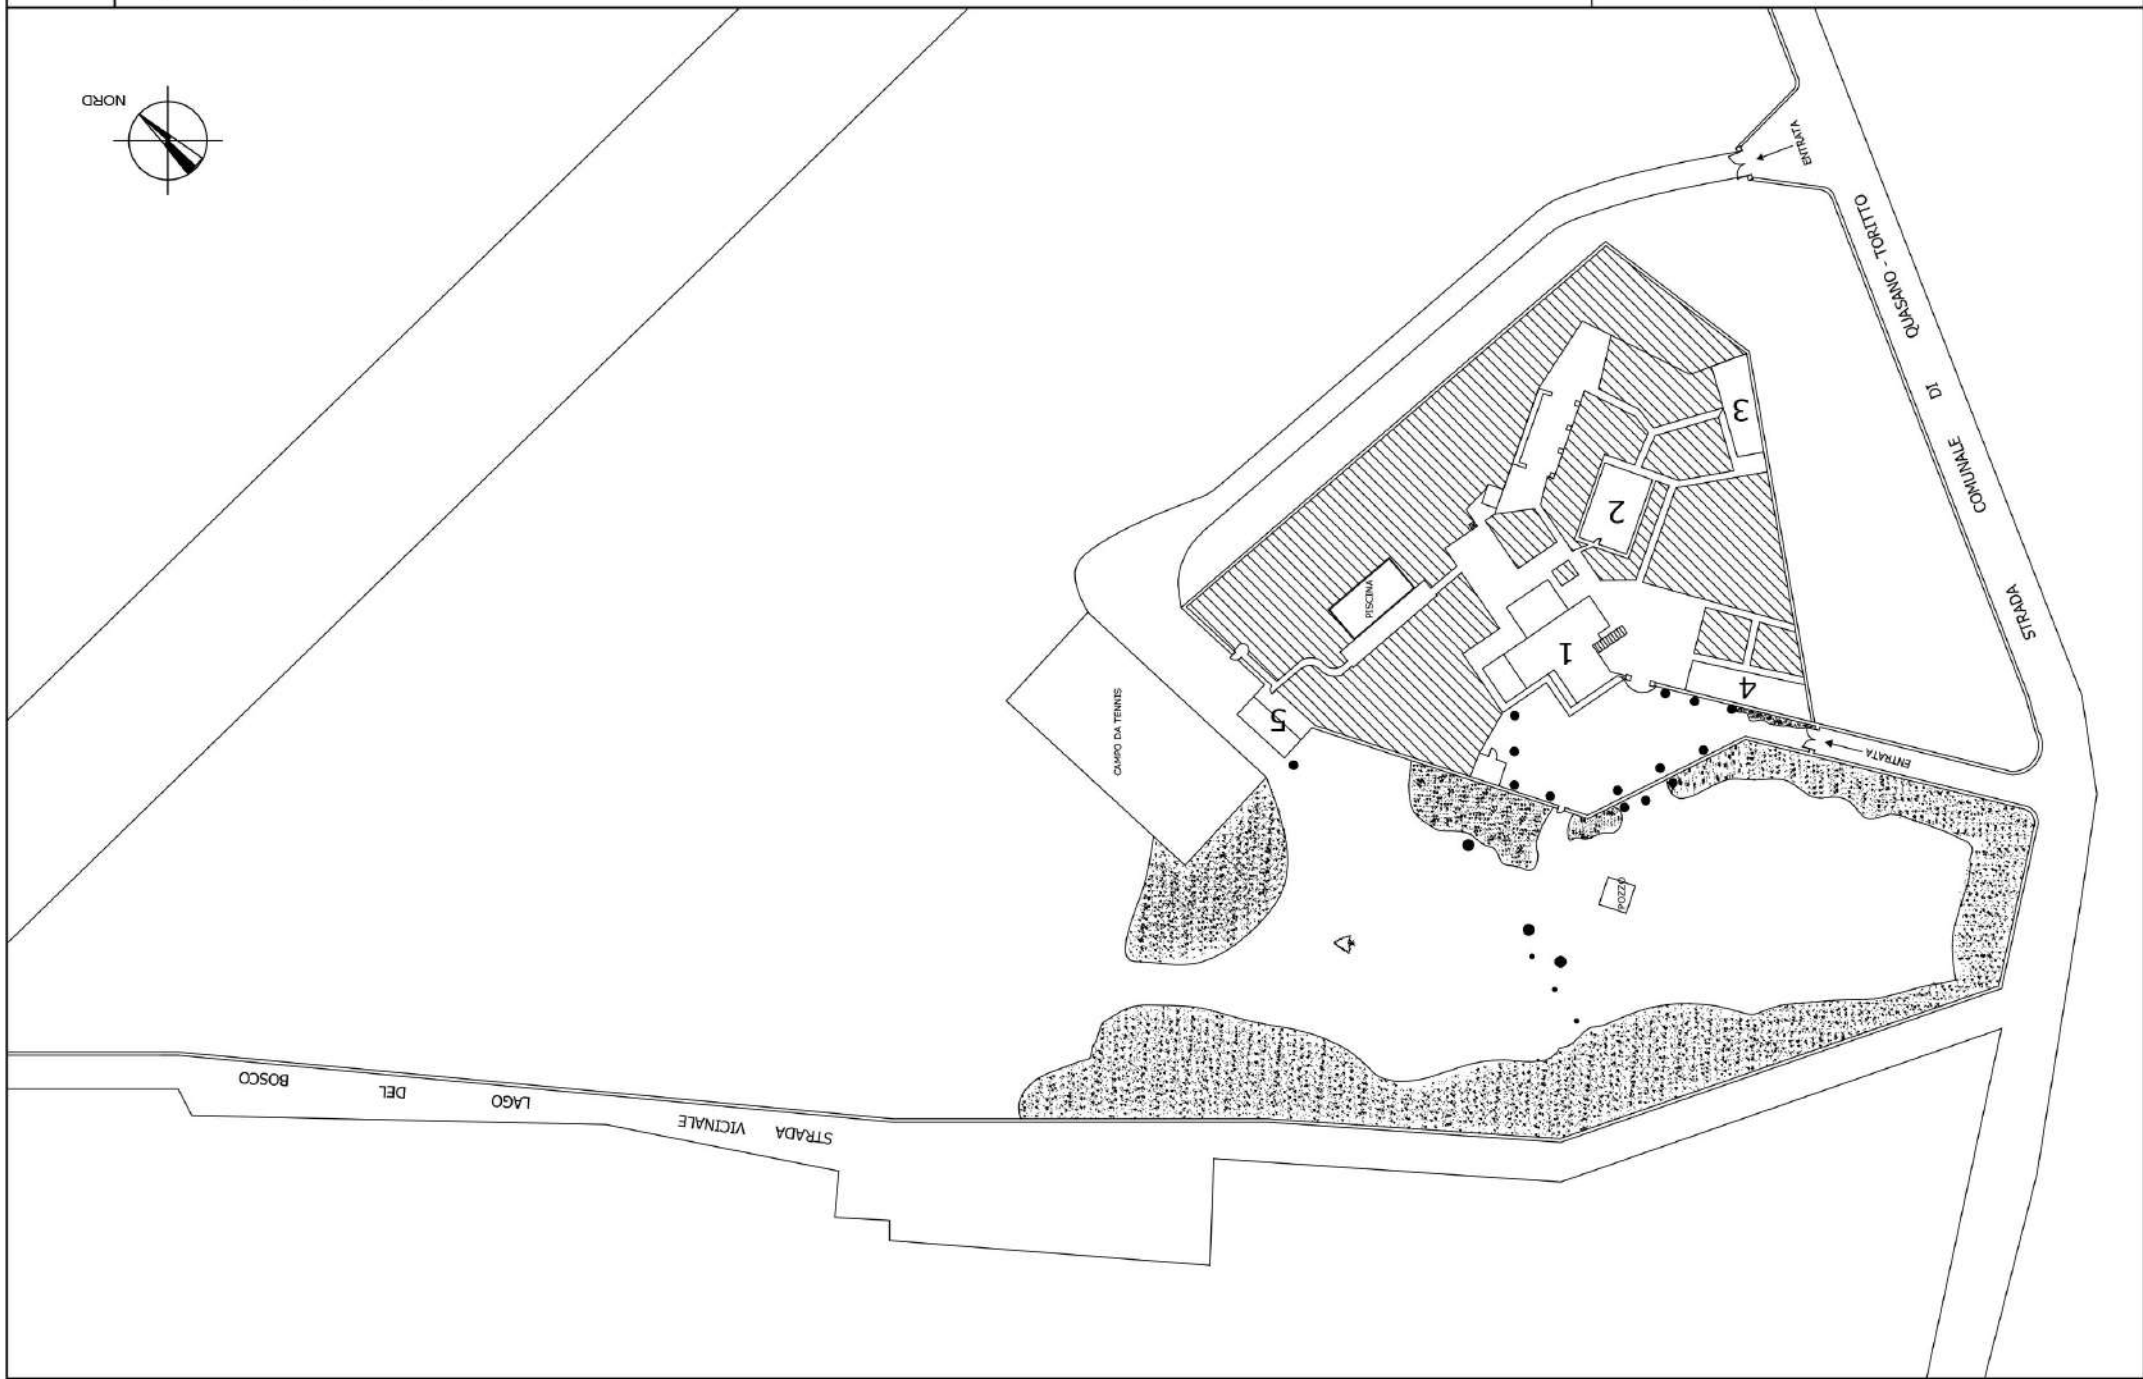 NORD
ENTRATA
STRADA COMUNALE DI QUASANO - TORITTO
3
2
PISCINA
1
4
5
CAMPO DA TENNIS
ENTRATA
POZZO
STRADA VICINALE LAGO DEL BOSCO